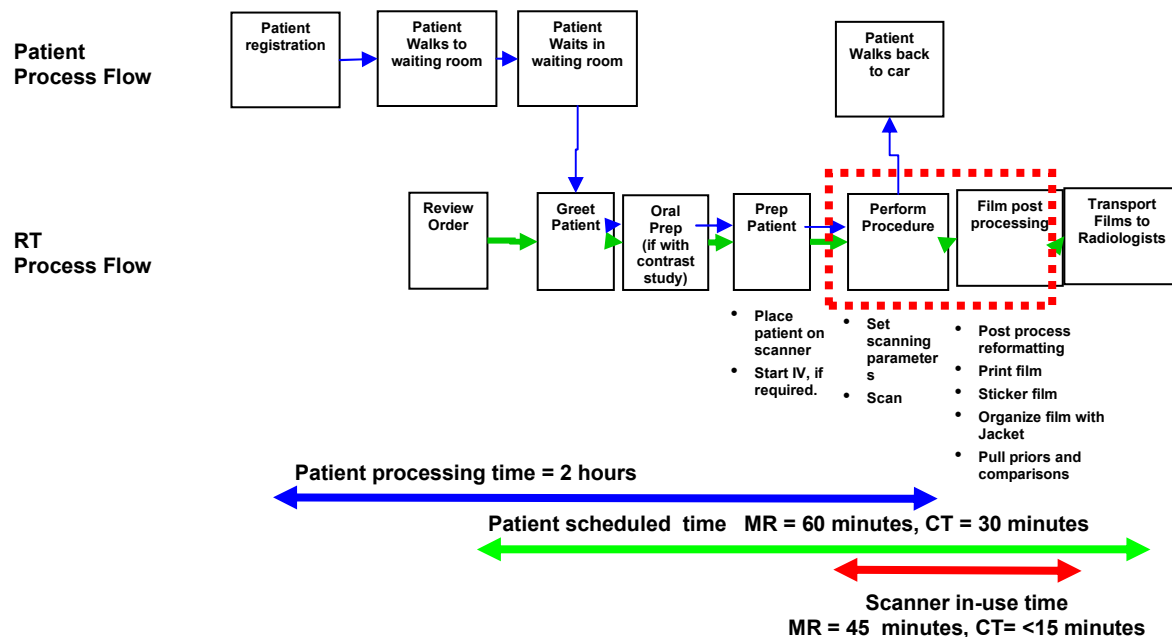 Patient
Process Flow
Patient
registration
Patient
Walks to
waiting room
Patient
Waits in
waiting room
Patient
Walks back
to car
RT
Process Flow
Review
Order
Greet
Patient
Oral
Prep
(if with
contrast
study)
Prep
Patient
Perform
Procedure
Film post
processing
Transport
Films to
Radiologists
• Place
patient on
scanner
• Start IV, if
required.
• Set
scanning
parameter
s
• Scan
• Post process
reformatting
• Print film
• Sticker film
• Organize film with
Jacket
• Pull priors and
comparisons
Patient processing time = 2 hours
Patient scheduled time MR = 60 minutes, CT = 30 minutes
Scanner in-use time
MR = 45 minutes, CT= <15 minutes